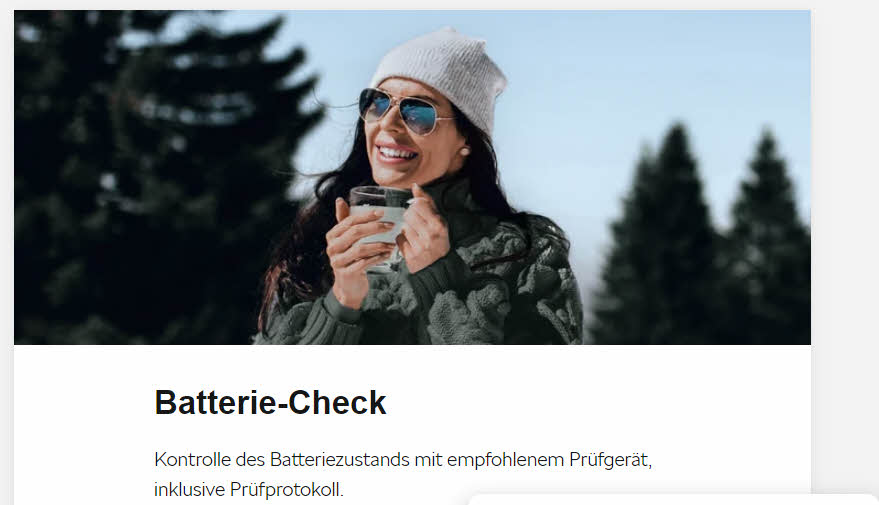 Batterie-Check
Kontrolle des Batteriezustands mit empfohlenem Prüfgerät,
inklusive Prüfprotokoll.